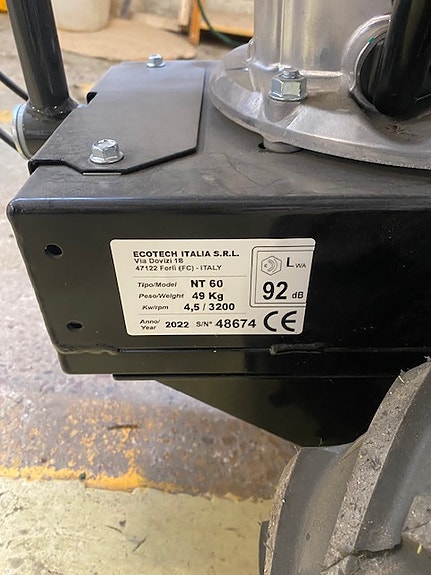 ECOTECH ITALIA S.R.L.
Via Dovizi 18
47122 Forlì (FC) - ITALY
Tipo/Model NT 60
Peso/Weight 49 Kg
Kw/rpm 4,5 / 3200
Anno/Year 2022 S/N° 48674 CE
LWA
92 dB